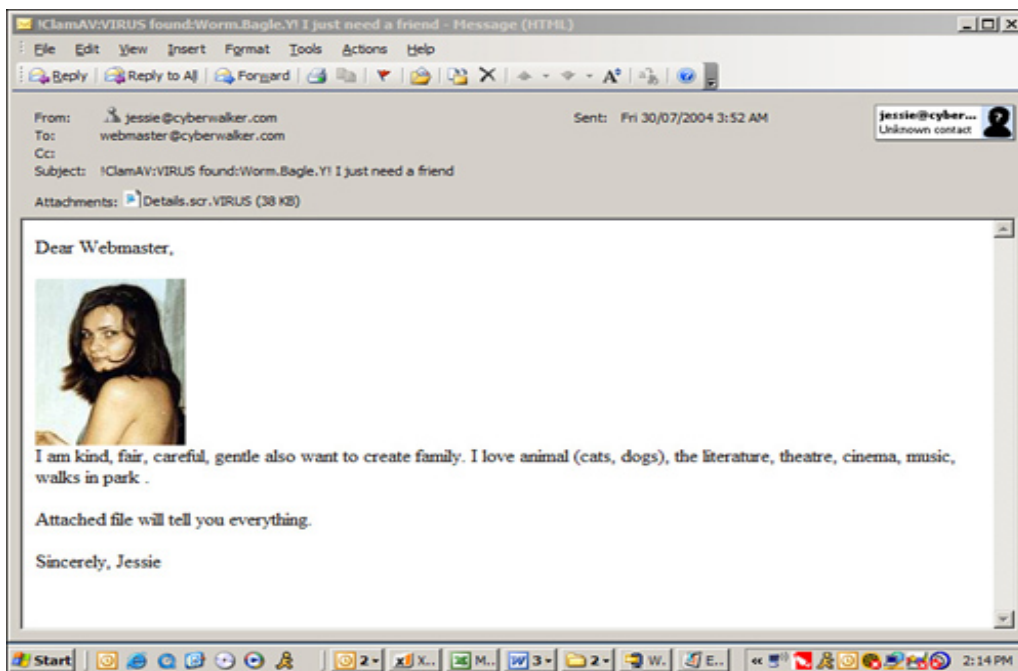 !ClamAV:VIRUS found:Worm.Bagle.Y! I just need a friend - Message (HTML)
File Edit View Insert Format Tools Actions Help
Reply Reply to All Forward
From: jessie@cyberwalker.com Sent: Fri 30/07/2004 3:52 AM
To: webmaster@cyberwalker.com
Cc:
Subject: !ClamAV:VIRUS found:Worm.Bagle.Y! I just need a friend
jessie@cyber...
Unknown contact
Attachments: Details.scr.VIRUS (38 KB)
Dear Webmaster,
I am kind, fair, careful, gentle also want to create family. I love animal (cats, dogs), the literature, theatre, cinema, music,
walks in park .
Attached file will tell you everything.
Sincerely, Jessie
Start 2 X.. M.. 3 2 W.. E.. « 2:14 PM